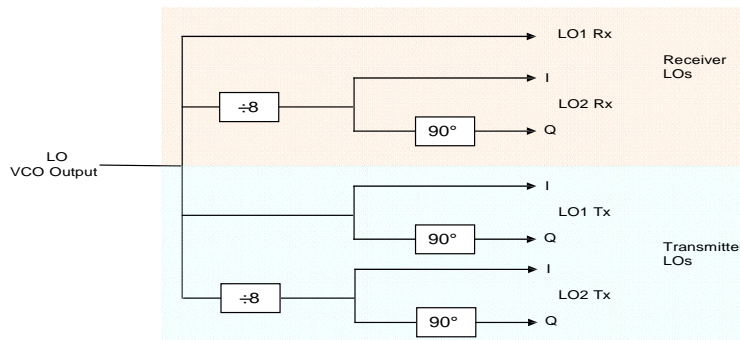 LO1 Rx
Receiver
LOs
I
÷8
LO2 Rx
90°
Q
LO
VCO Output
I
LO1 Tx
90°
Q
Transmitte
LOs
I
÷8
LO2 Tx
90°
Q